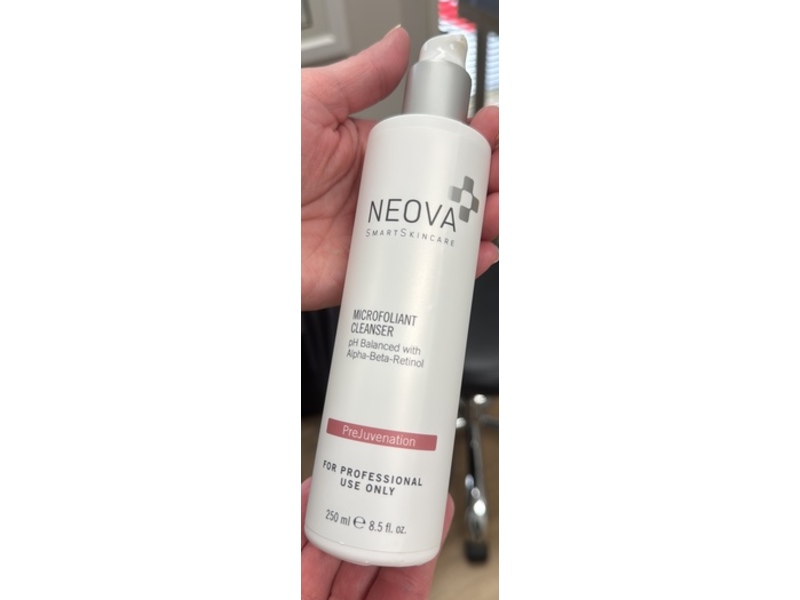 NEOVA
SMARTSKINCARE
MICROFOLIANT
CLEANSER
pH Balanced with
Alpha-Beta-Retinol
PreJuvenation
FOR PROFESSIONAL
USE ONLY
250 ml ℮ 8.5 fl. oz.